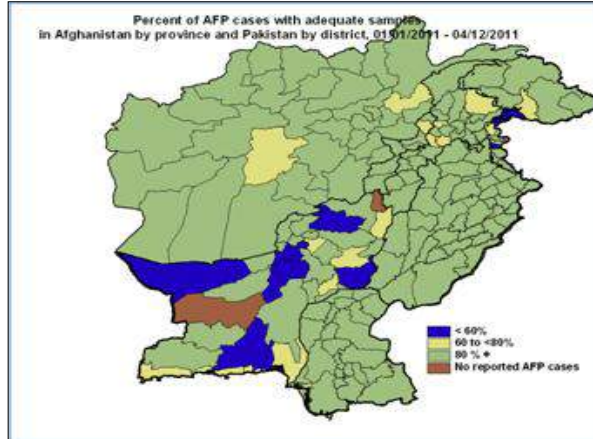 Percent of AFP cases with adequate samples
in Afghanistan by province and Pakistan by district, 01/01/2011 - 04/12/2011
< 60%
60 to <80%
80 % +
No reported AFP cases